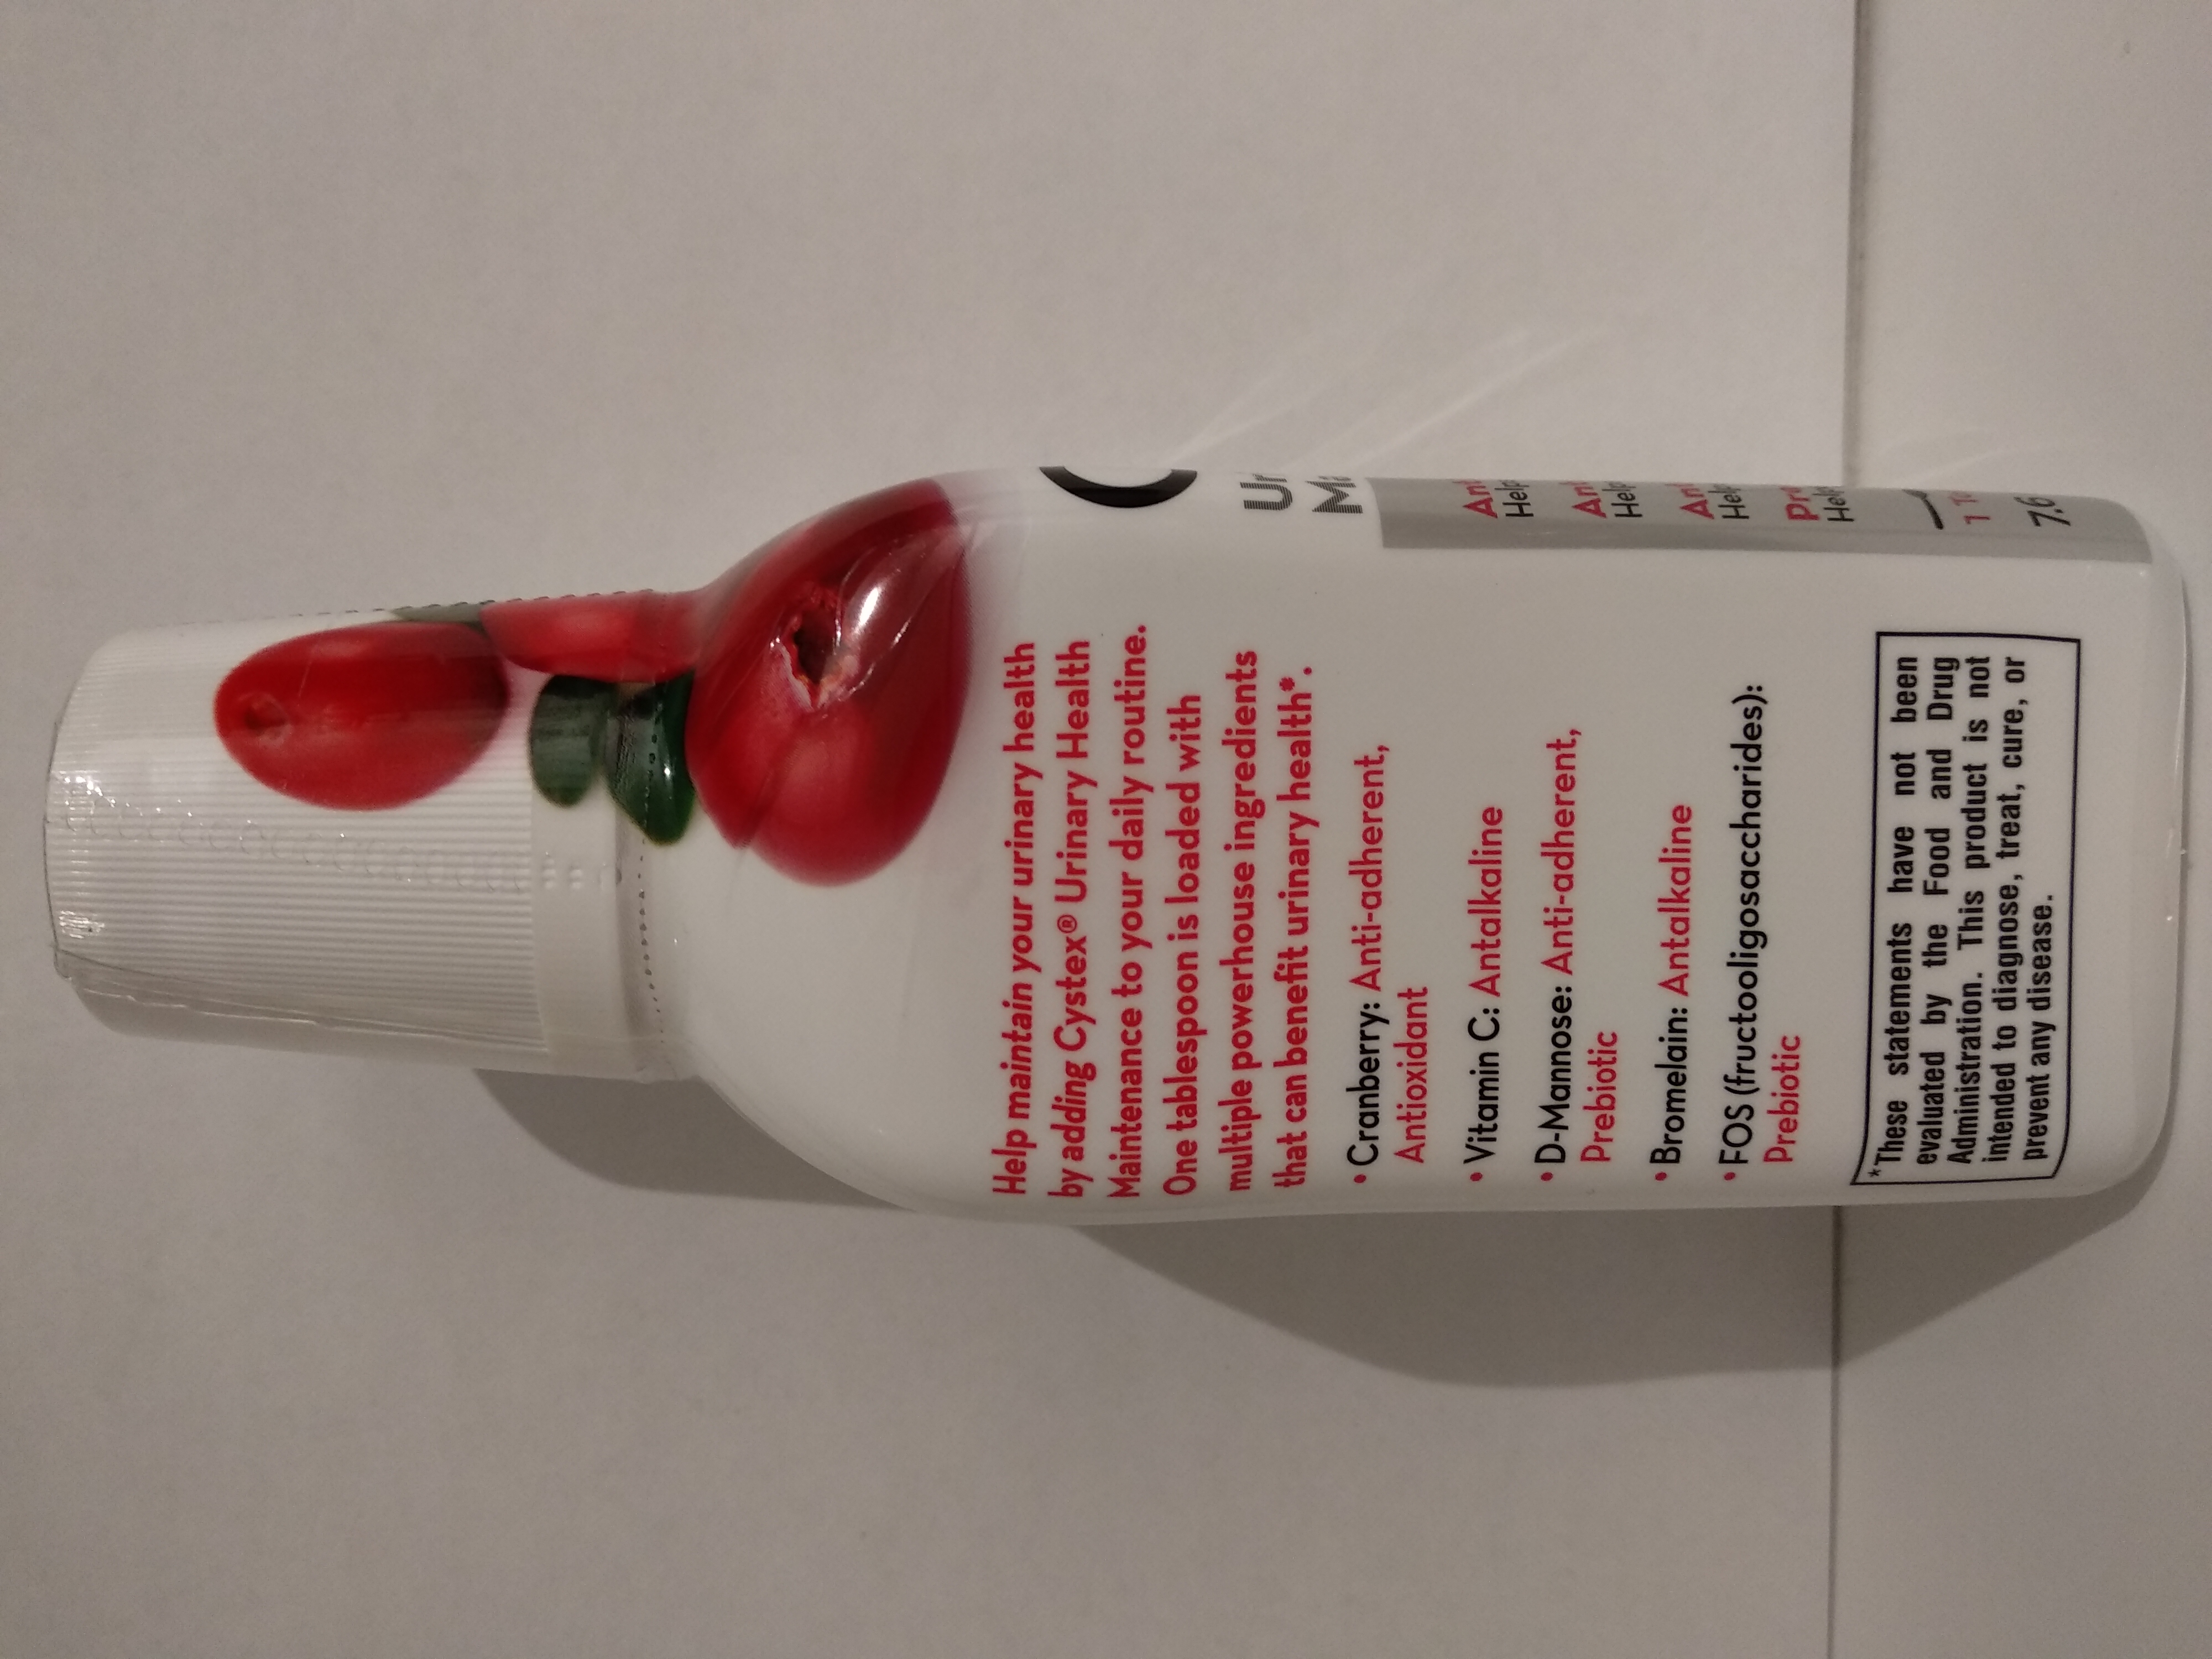 Help maintain your urinary health
by adding Cystex® Urinary Health
Maintenance to your daily routine.
One tablespoon is loaded with
multiple powerhouse ingredients
that can benefit urinary health*.
• Cranberry: Anti-adherent,
Antioxidant
• Vitamin C: Antalkaline
• D-Mannose: Anti-adherent,
Prebiotic
• Bromelain: Antalkaline
• FOS (fructooligosaccharides):
Prebiotic
*These statements have not been
evaluated by the Food and Drug
Administration. This product is not
intended to diagnose, treat, cure, or
prevent any disease.
1
7.6